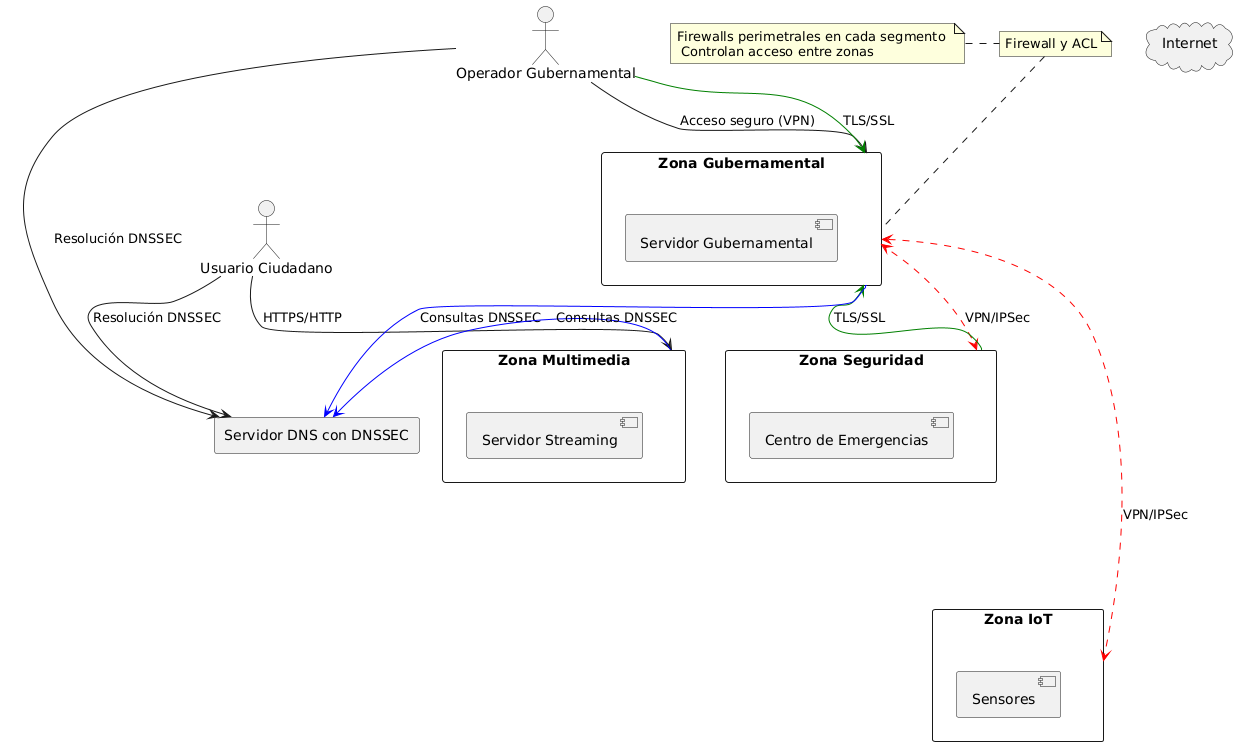 Firewalls perimetrales en cada segmento
Controlan acceso entre zonas
Firewall y ACL
Internet
Operador Gubernamental
Acceso seguro (VPN)
TLS/SSL
Zona Gubernamental
Servidor Gubernamental
Resolución DNSSEC
Usuario Ciudadano
Resolución DNSSEC
HTTPS/HTTP
Consultas DNSSEC
Consultas DNSSEC
TLS/SSL
VPN/IPSec
Zona Multimedia
Servidor Streaming
Zona Seguridad
Centro de Emergencias
Servidor DNS con DNSSEC
VPN/IPSec
Zona IoT
Sensores